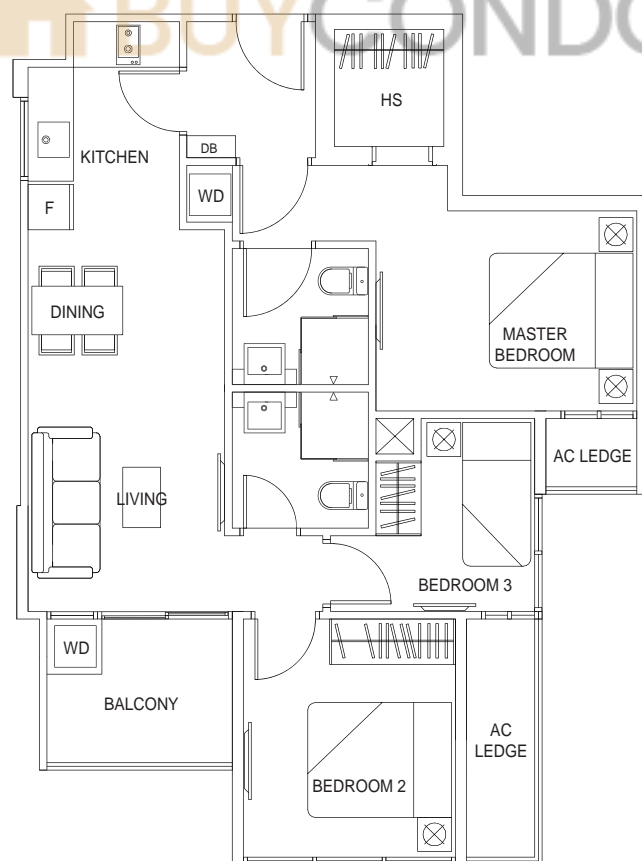 BUYCONDO
HS
KITCHEN
DB
WD
F
DINING
MASTER
BEDROOM
AC LEDGE
LIVING
BEDROOM 3
WD
BALCONY
AC
LEDGE
BEDROOM 2